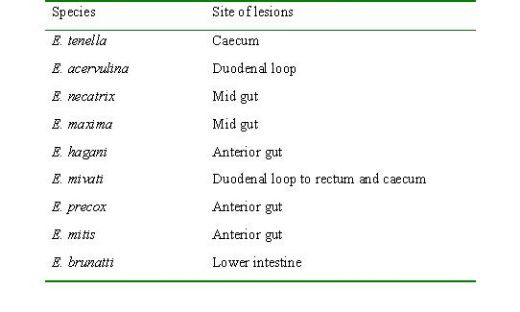 Species Site of lesions
E. tenella Caecum
E. acervulina Duodenal loop
E. necatrix Mid gut
E. maxima Mid gut
E. hagani Anterior gut
E. mivati Duodenal loop to rectum and caecum
E. precox Anterior gut
E. mitis Anterior gut
E. brunatti Lower intestine